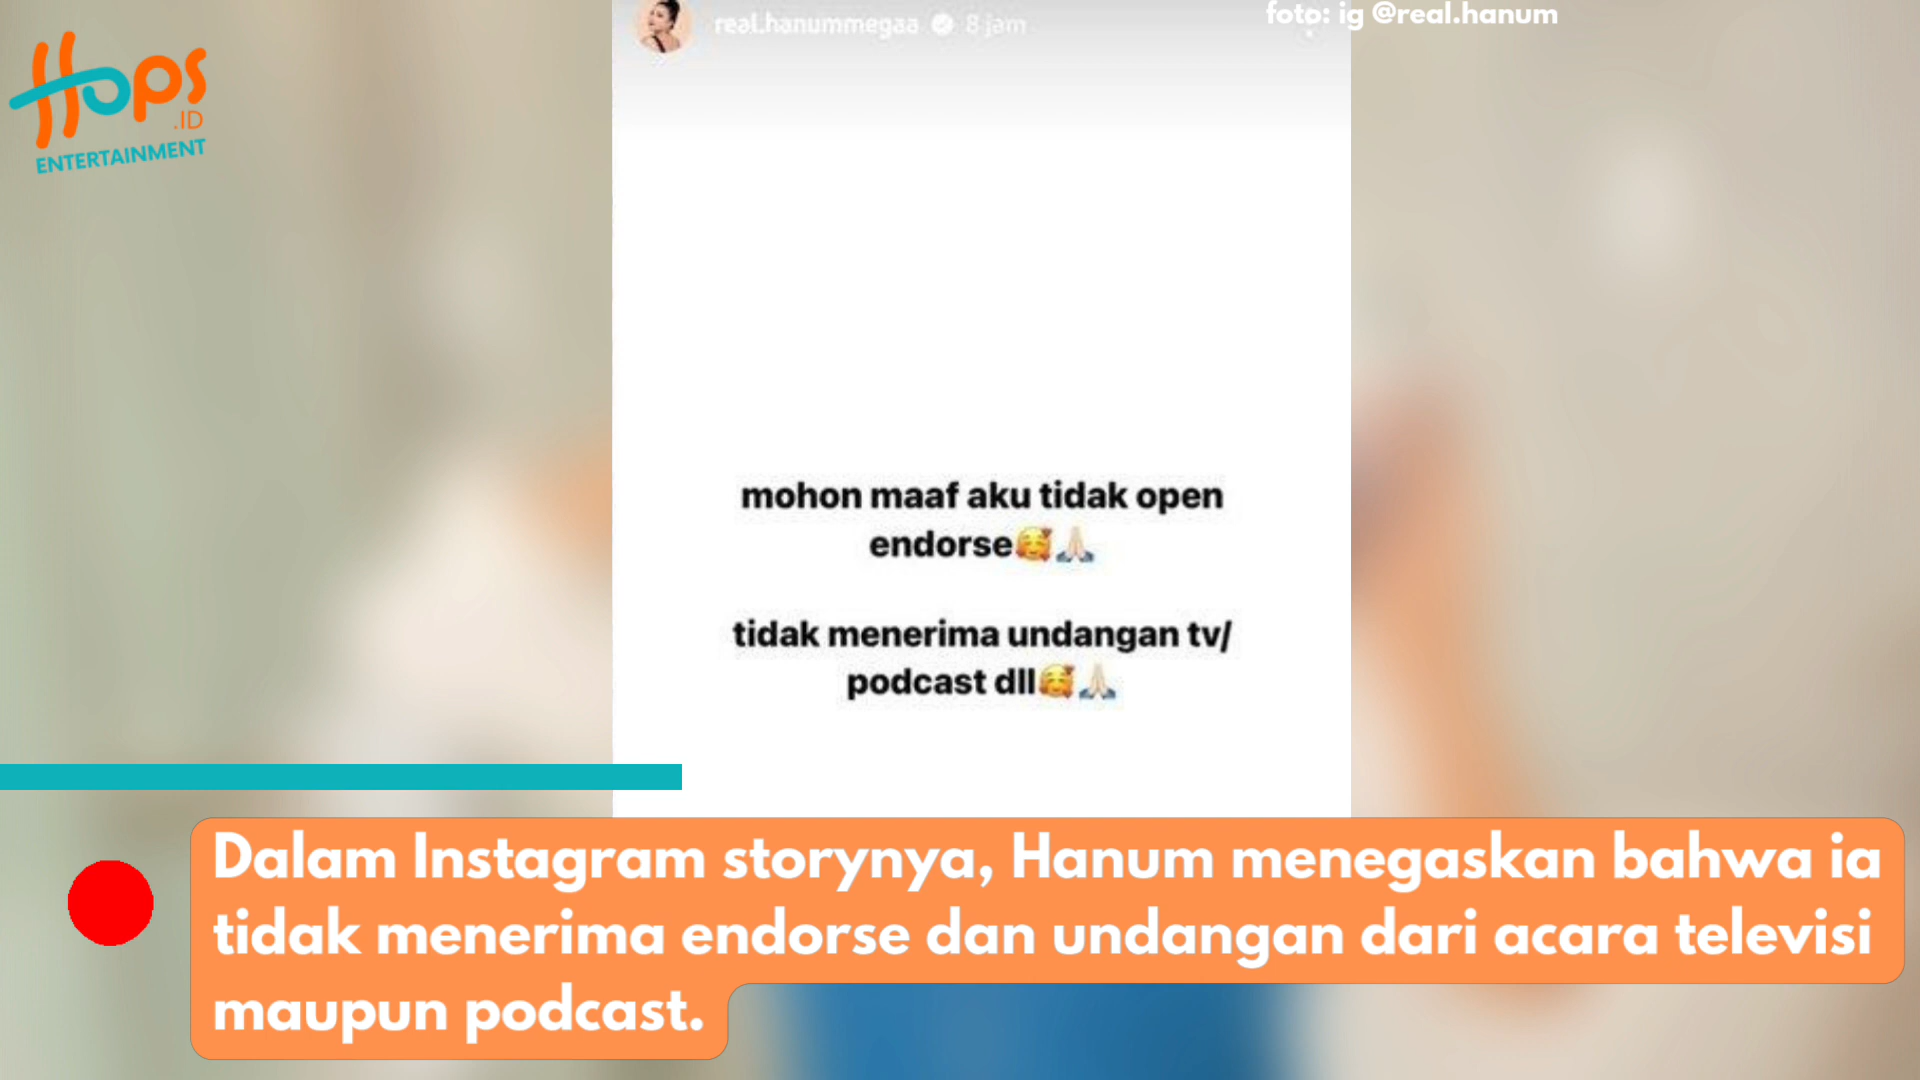 Hops
.ID
ENTERTAINMENT
real.hanummegaa 8 jam
foto: ig @real.hanum
mohon maaf aku tidak open
endorse🥰🙏🏻
tidak menerima undangan tv/
podcast dll🥰🙏🏻
Dalam Instagram storynya, Hanum menegaskan bahwa ia
tidak menerima endorse dan undangan dari acara televisi
maupun podcast.